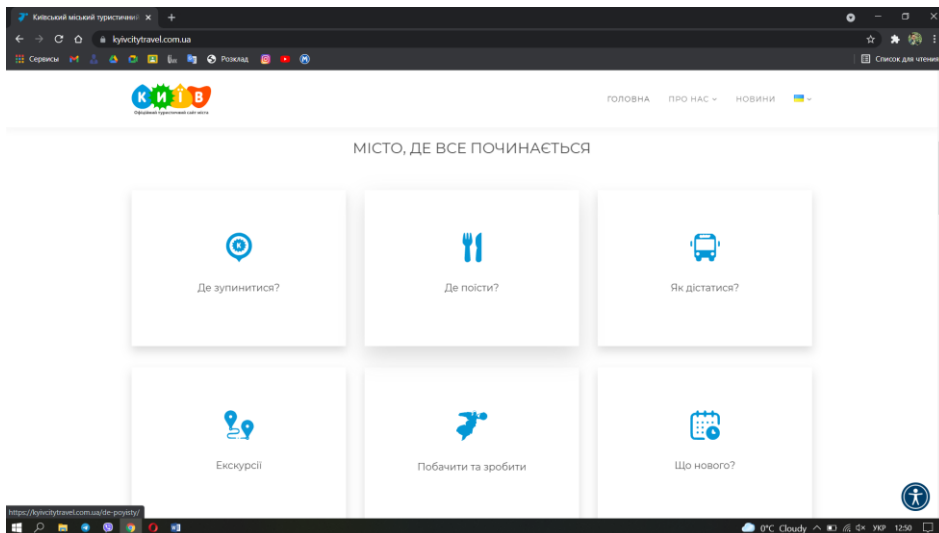 Київський міський туристичний
kyivcitytravel.com.ua
Сервисы
Розклад
Список для чтения
КИЇВ
Офіційний туристичний сайт міста
ГОЛОВНА ПРО НАС НОВИНИ
МІСТО, ДЕ ВСЕ ПОЧИНАЄТЬСЯ
Де зупинитися? Де поїсти? Як дістатися?
Екскурсії Побачити та зробити Що нового?
https://kyivcitytravel.com.ua/de-poyisty/
0°C Cloudy УКР 12:50